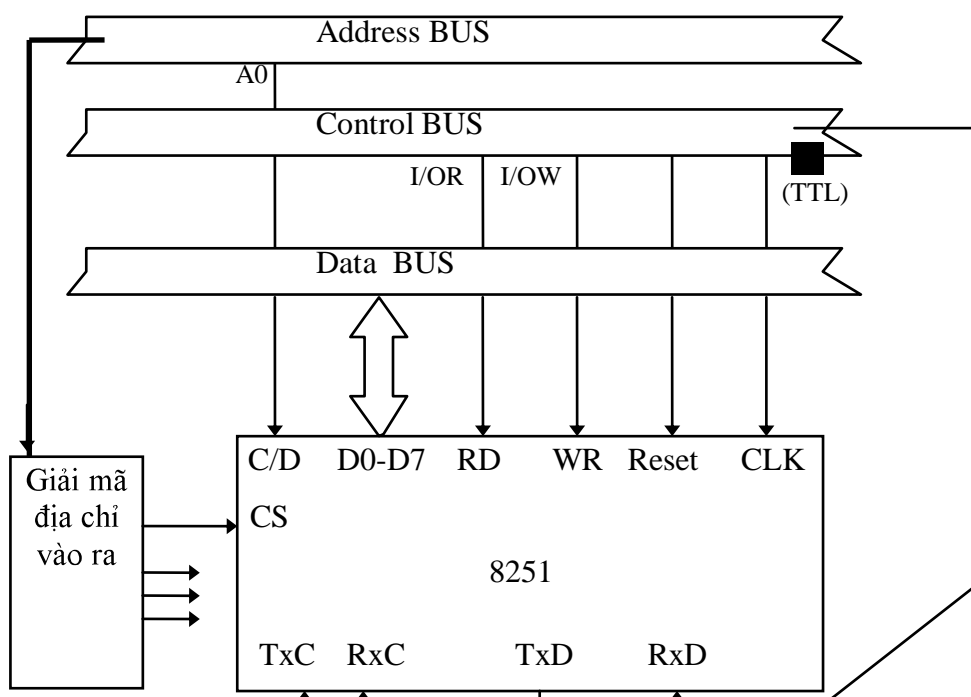 Address BUS
A0
Control BUS
I/OR I/OW
(TTL)
Data BUS
C/D D0-D7 RD WR Reset CLK
Giải mã
địa chỉ
vào ra
CS
8251
TxC RxC TxD RxD